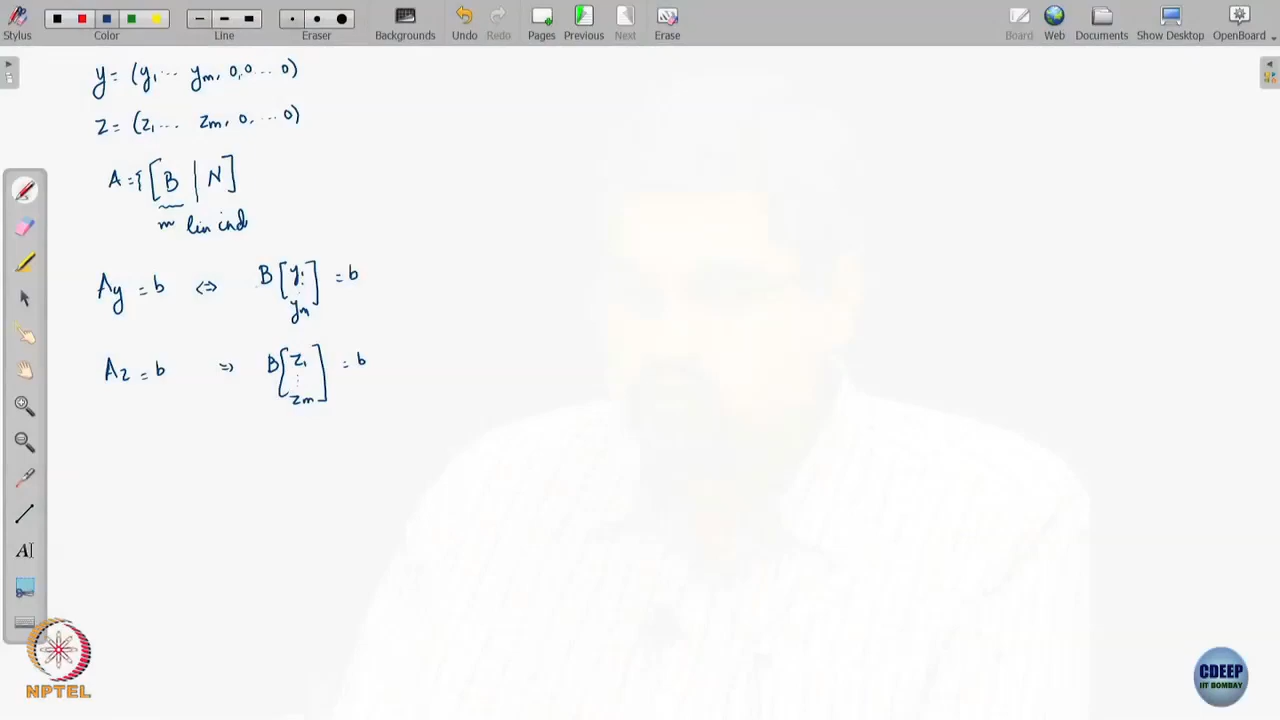 Stylus Color Line Eraser Backgrounds Undo Redo Pages Previous Next Erase Board Web Documents Show Desktop OpenBoard
y = (y₁ ... yₘ, 0, 0 ... 0)
z = (z₁ ... zₘ, 0, ... 0)
A = [B | N]
m lin ind
Ay = b ⇔ B [y₁ ⋮ yₘ] = b
Az = b ⇒ B [z₁ ⋮ zₘ] = b
AI
NPTEL
CDEEP
IIT BOMBAY